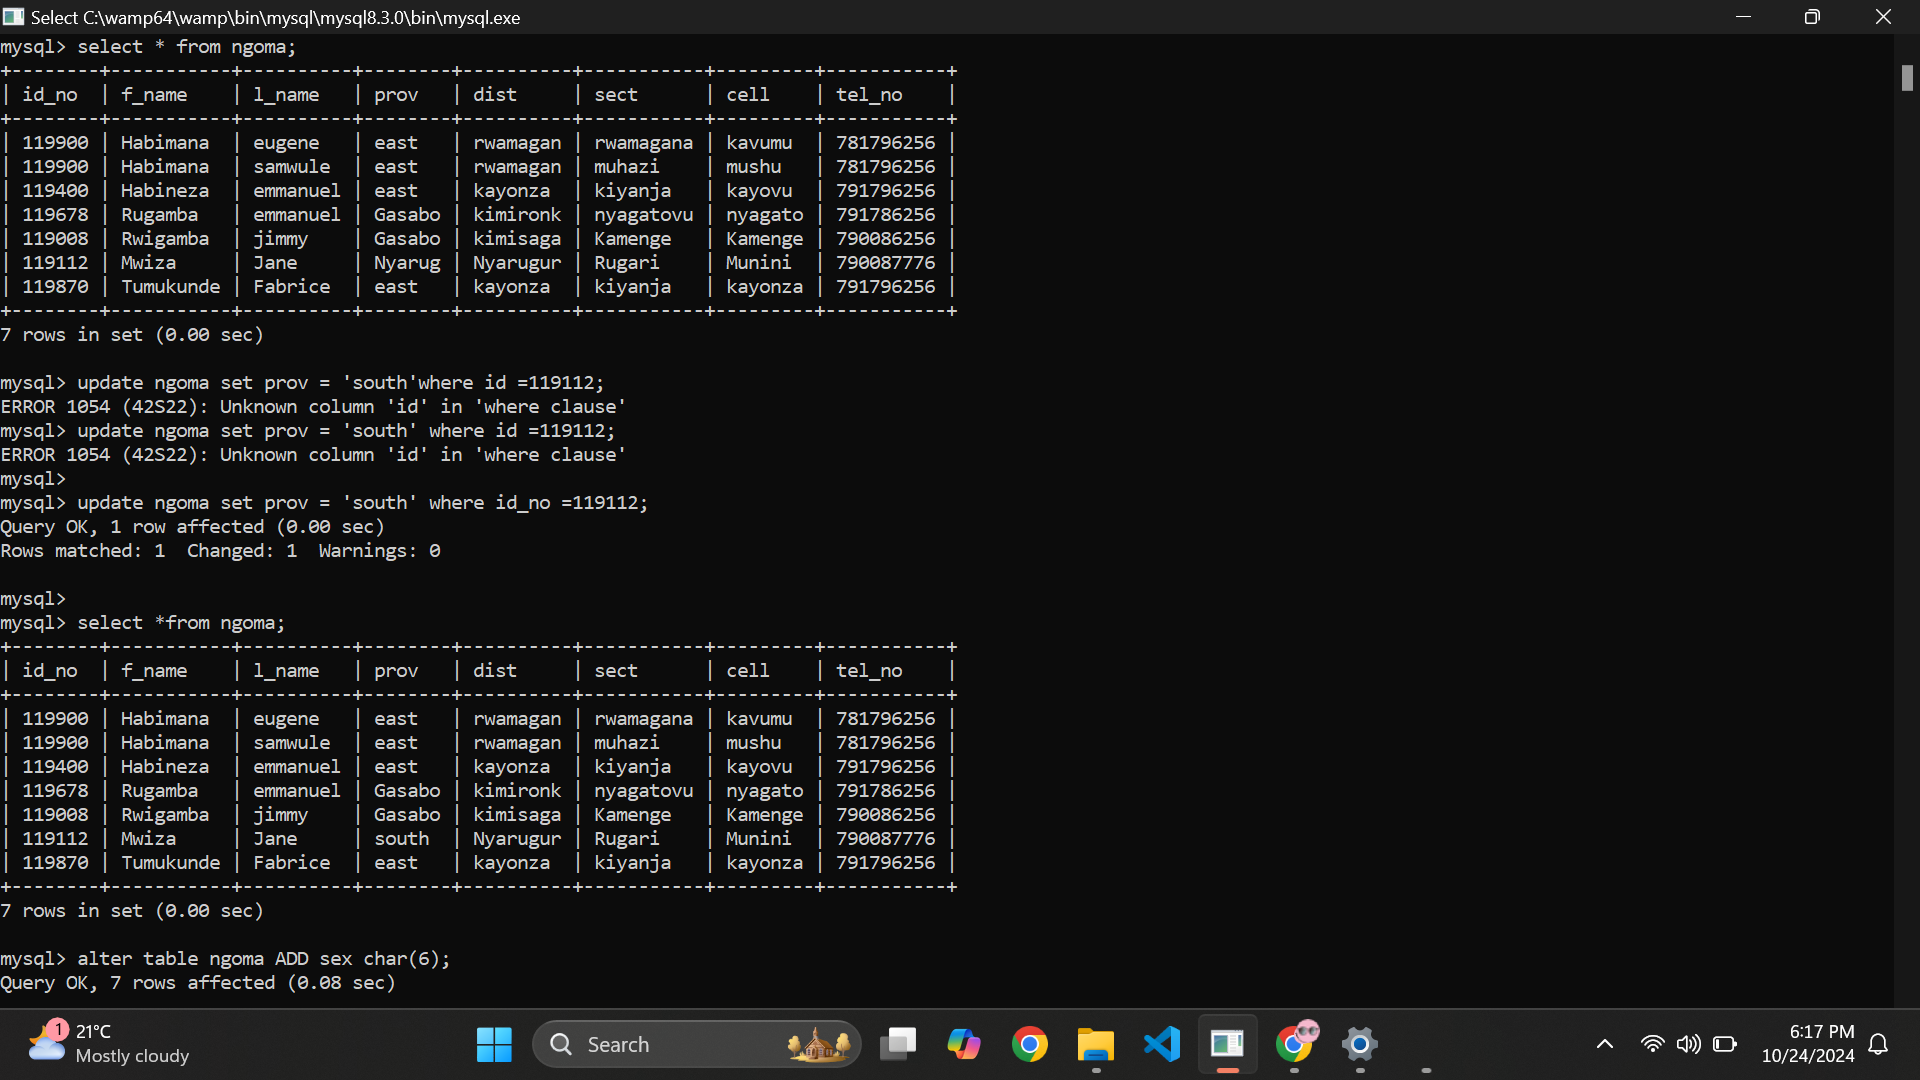 Select C:\wamp64\wamp\bin\mysql\mysql8.3.0\bin\mysql.exe
mysql> select * from ngoma;
+--------+-----------+----------+--------+----------+-----------+---------+-----------+
| id_no  | f_name    | l_name   | prov   | dist     | sect      | cell    | tel_no    |
+--------+-----------+----------+--------+----------+-----------+---------+-----------+
| 119900 | Habimana  | eugene   | east   | rwamagan | rwamagana | kavumu  | 781796256 |
| 119900 | Habimana  | samwule  | east   | rwamagan | muhazi    | mushu   | 781796256 |
| 119400 | Habineza  | emmanuel | east   | kayonza  | kiyanja   | kayovu  | 791796256 |
| 119678 | Rugamba   | emmanuel | Gasabo | kimironk | nyagatovu | nyagato | 791786256 |
| 119008 | Rwigamba  | jimmy    | Gasabo | kimisaga | Kamenge   | Kamenge | 790086256 |
| 119112 | Mwiza     | Jane     | Nyarug | Nyarugur | Rugari    | Munini  | 790087776 |
| 119870 | Tumukunde | Fabrice  | east   | kayonza  | kiyanja   | kayonza | 791796256 |
+--------+-----------+----------+--------+----------+-----------+---------+-----------+
7 rows in set (0.00 sec)
mysql> update ngoma set prov = 'south'where id =119112;
ERROR 1054 (42S22): Unknown column 'id' in 'where clause'
mysql> update ngoma set prov = 'south' where id =119112;
ERROR 1054 (42S22): Unknown column 'id' in 'where clause'
mysql>
mysql> update ngoma set prov = 'south' where id_no =119112;
Query OK, 1 row affected (0.00 sec)
Rows matched: 1  Changed: 1  Warnings: 0
mysql>
mysql> select *from ngoma;
+--------+-----------+----------+--------+----------+-----------+---------+-----------+
| id_no  | f_name    | l_name   | prov   | dist     | sect      | cell    | tel_no    |
+--------+-----------+----------+--------+----------+-----------+---------+-----------+
| 119900 | Habimana  | eugene   | east   | rwamagan | rwamagana | kavumu  | 781796256 |
| 119900 | Habimana  | samwule  | east   | rwamagan | muhazi    | mushu   | 781796256 |
| 119400 | Habineza  | emmanuel | east   | kayonza  | kiyanja   | kayovu  | 791796256 |
| 119678 | Rugamba   | emmanuel | Gasabo | kimironk | nyagatovu | nyagato | 791786256 |
| 119008 | Rwigamba  | jimmy    | Gasabo | kimisaga | Kamenge   | Kamenge | 790086256 |
| 119112 | Mwiza     | Jane     | south  | Nyarugur | Rugari    | Munini  | 790087776 |
| 119870 | Tumukunde | Fabrice  | east   | kayonza  | kiyanja   | kayonza | 791796256 |
+--------+-----------+----------+--------+----------+-----------+---------+-----------+
7 rows in set (0.00 sec)
mysql> alter table ngoma ADD sex char(6);
Query OK, 7 rows affected (0.08 sec)
1
21°C
Mostly cloudy
Search
6:17 PM
10/24/2024